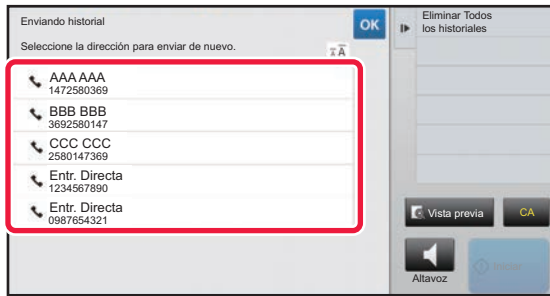 Enviando historial
OK
Seleccione la dirección para enviar de nuevo.
AAA AAA
1472580369
BBB BBB
3692580147
CCC CCC
2580147369
Entr. Directa
1234567890
Entr. Directa
0987654321
Eliminar Todos
los historiales
Vista previa
CA
Altavoz
Iniciar